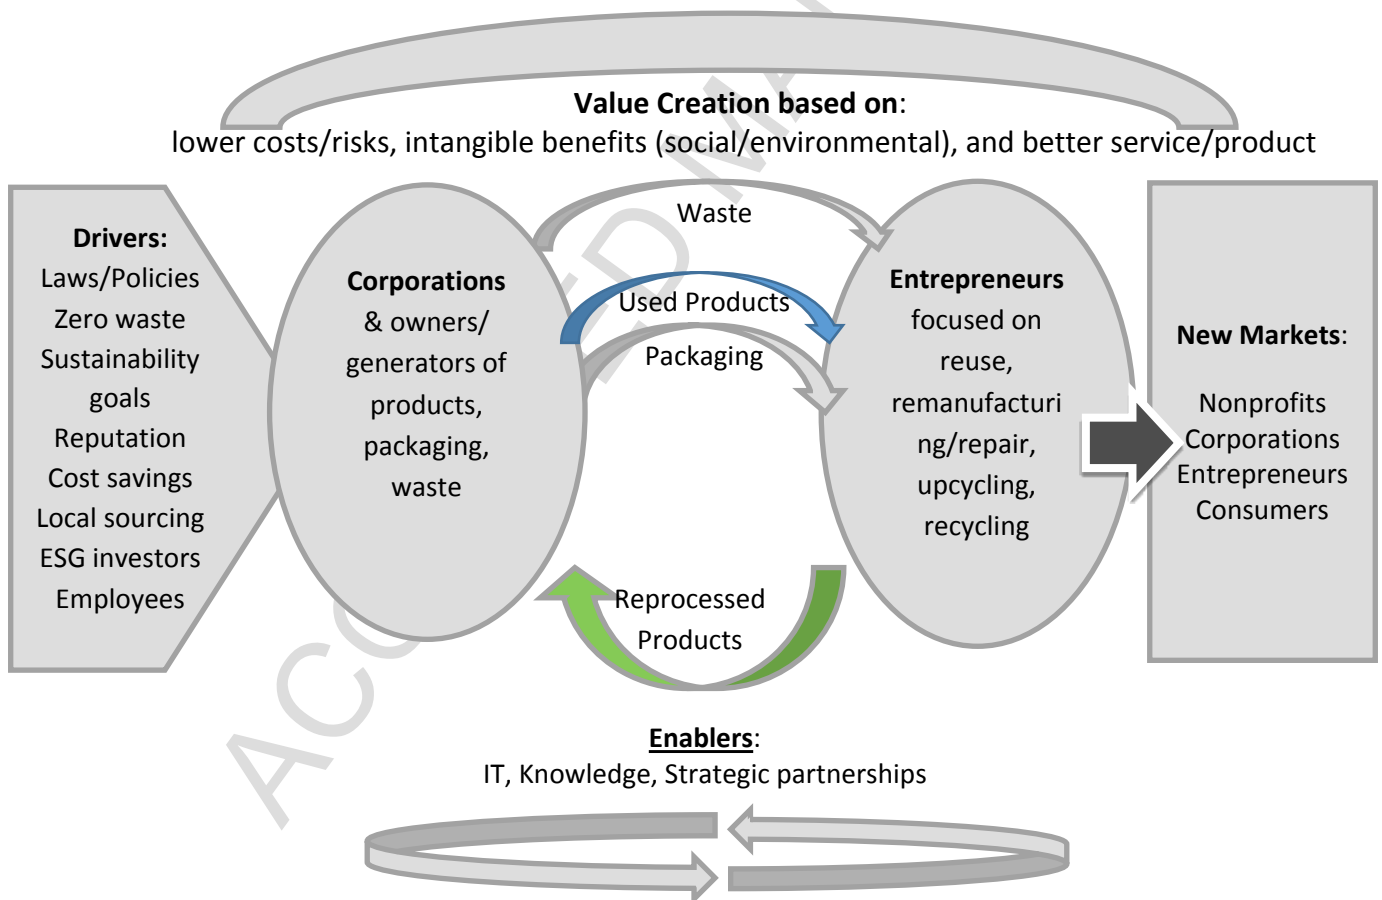 Value Creation based on:
lower costs/risks, intangible benefits (social/environmental), and better service/product
Drivers:
Laws/Policies
Zero waste
Sustainability
goals
Reputation
Cost savings
Local sourcing
ESG investors
Employees
Corporations
& owners/
generators of
products,
packaging,
waste
Waste
Used Products
Packaging
Reprocessed
Products
Entrepreneurs
focused on
reuse,
remanufacturi
ng/repair,
upcycling,
recycling
New Markets:
Nonprofits
Corporations
Entrepreneurs
Consumers
Enablers:
IT, Knowledge, Strategic partnerships